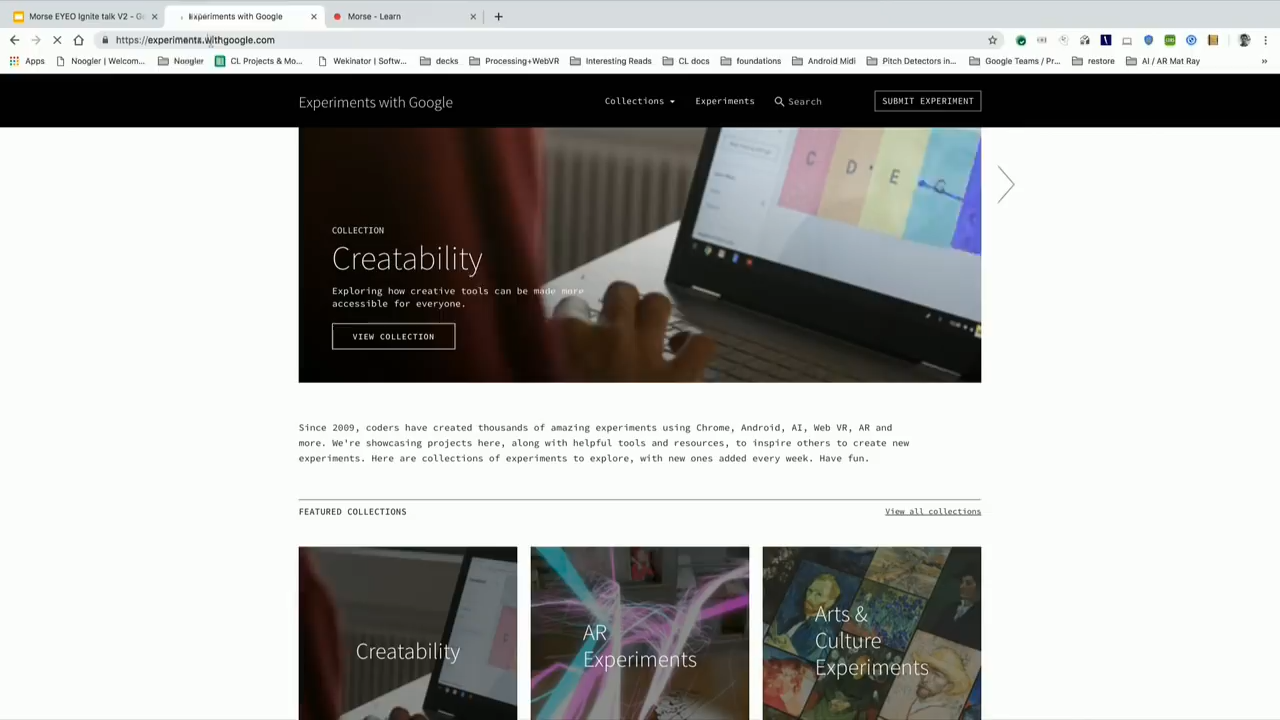 Morse EYEO Ignite talk V2 - G
Experiments with Google
Morse - Learn
https://experiments.withgoogle.com
Apps
Noogler | Welcom...
Noogler
CL Projects & Mo...
Wekinator | Softw...
decks
Processing+WebVR
Interesting Reads
CL docs
foundations
Android Midi
Pitch Detectors in...
Google Teams / Pr...
restore
AI / AR Mat Ray
Experiments with Google
Collections
Experiments
Search
SUBMIT EXPERIMENT
C D E G
COLLECTION
Creatability
Exploring how creative tools can be made more
accessible for everyone.
VIEW COLLECTION
Since 2009, coders have created thousands of amazing experiments using Chrome, Android, AI, Web VR, AR and
more. We're showcasing projects here, along with helpful tools and resources, to inspire others to create new
experiments. Here are collections of experiments to explore, with new ones added every week. Have fun.
FEATURED COLLECTIONS
View all collections
Creatability
AR
Experiments
Arts &
Culture
Experiments